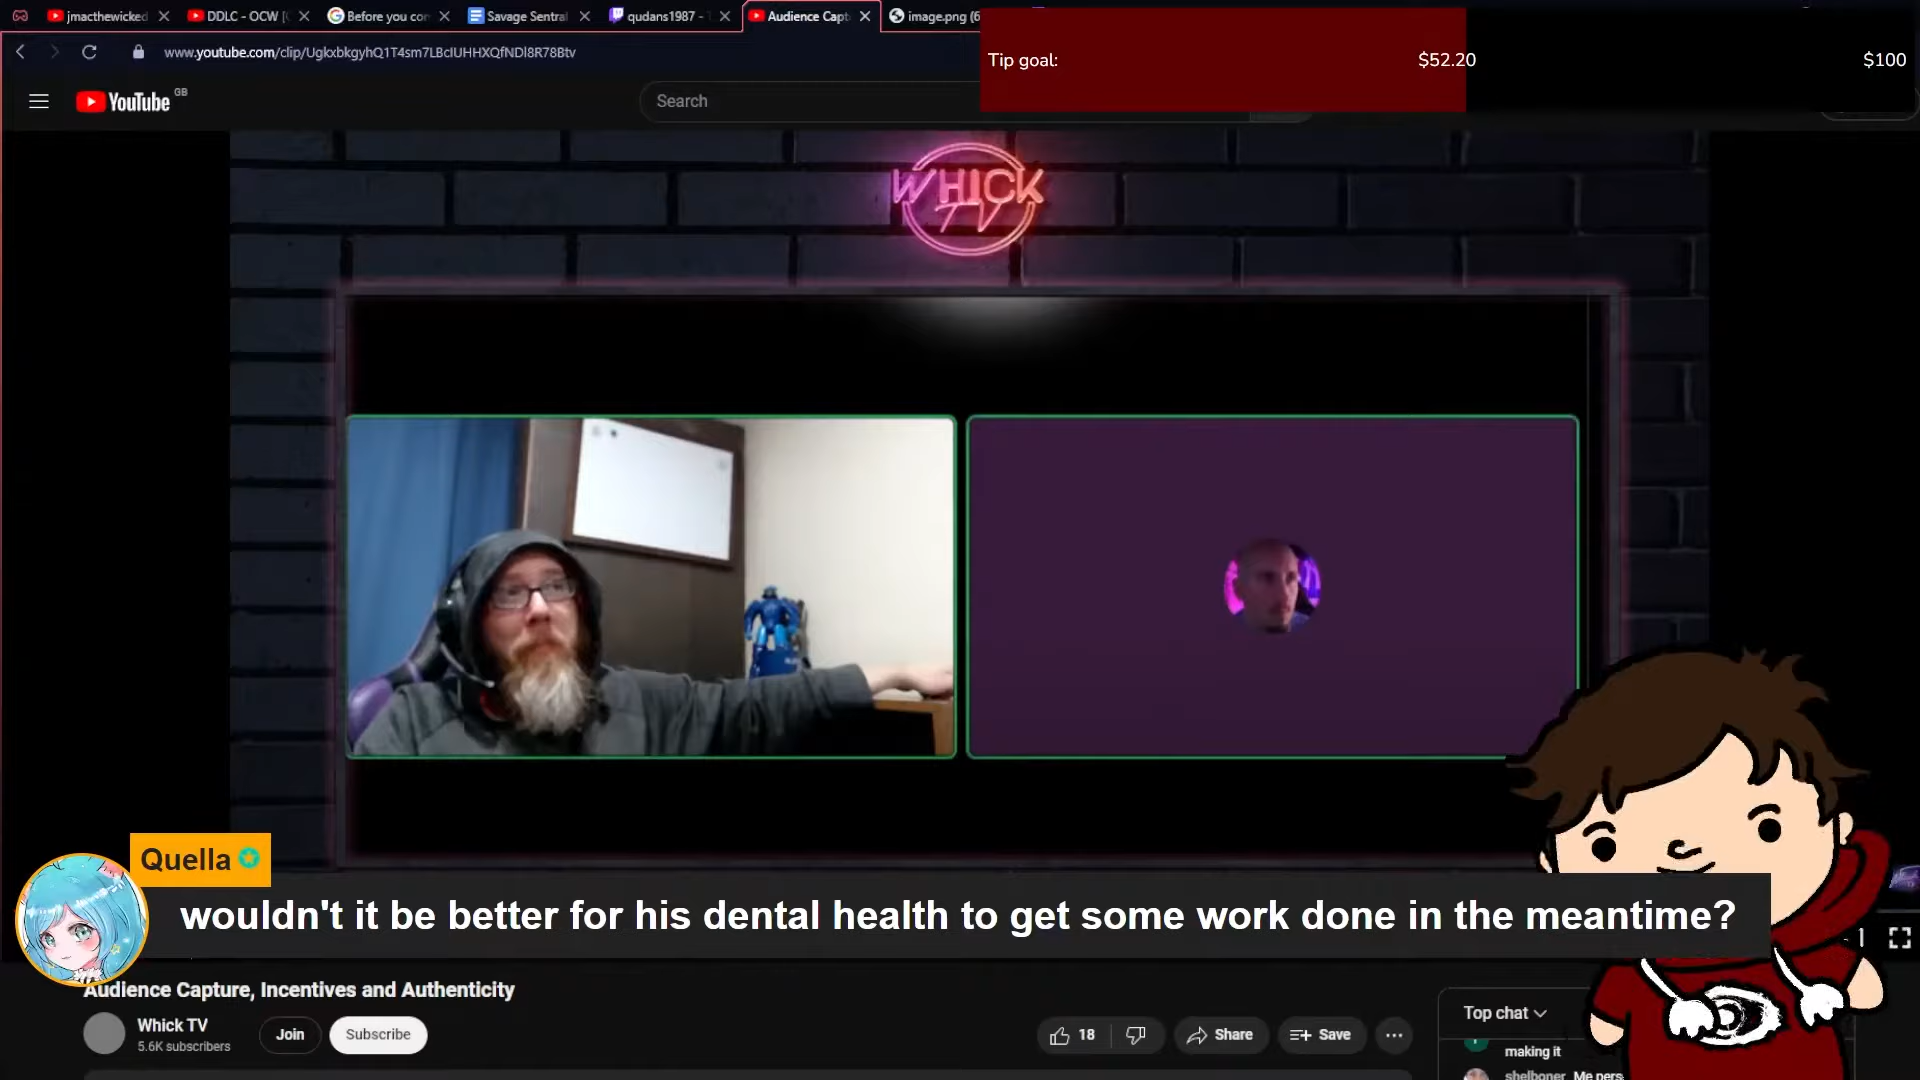 jmacthewicked
DDLC - OCW [
Before you con
Savage Sentral
qudans1987 - T
Audience Capt
image.png (6
www.youtube.com/clip/UgkxbkgyhQ1T4sm7LBcIUHHXQfNDl8R78Btv
Tip goal:
$52.20
$100
YouTube GB
Search
WHICK
TV
Quella
wouldn't it be better for his dental health to get some work done in the meantime?
Audience Capture, Incentives and Authenticity
Whick TV
5.6K subscribers
Join
Subscribe
18
Share
Save
Top chat
making it
shelboner Me pers